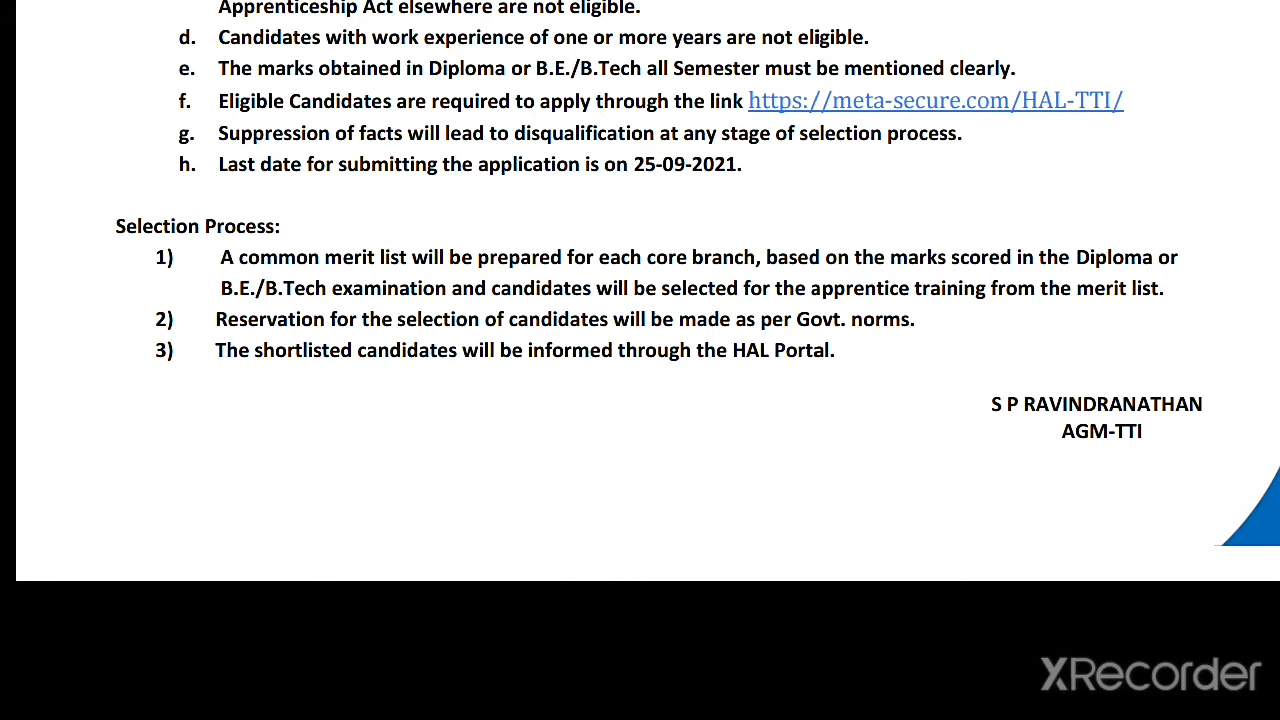 Apprenticeship Act elsewhere are not eligible.
d. Candidates with work experience of one or more years are not eligible.
e. The marks obtained in Diploma or B.E./B.Tech all Semester must be mentioned clearly.
f. Eligible Candidates are required to apply through the link https://meta-secure.com/HAL-TTI/
g. Suppression of facts will lead to disqualification at any stage of selection process.
h. Last date for submitting the application is on 25-09-2021.
Selection Process:
1) A common merit list will be prepared for each core branch, based on the marks scored in the Diploma or
B.E./B.Tech examination and candidates will be selected for the apprentice training from the merit list.
2) Reservation for the selection of candidates will be made as per Govt. norms.
3) The shortlisted candidates will be informed through the HAL Portal.
S P RAVINDRANATHAN
AGM-TTI
XRecorder